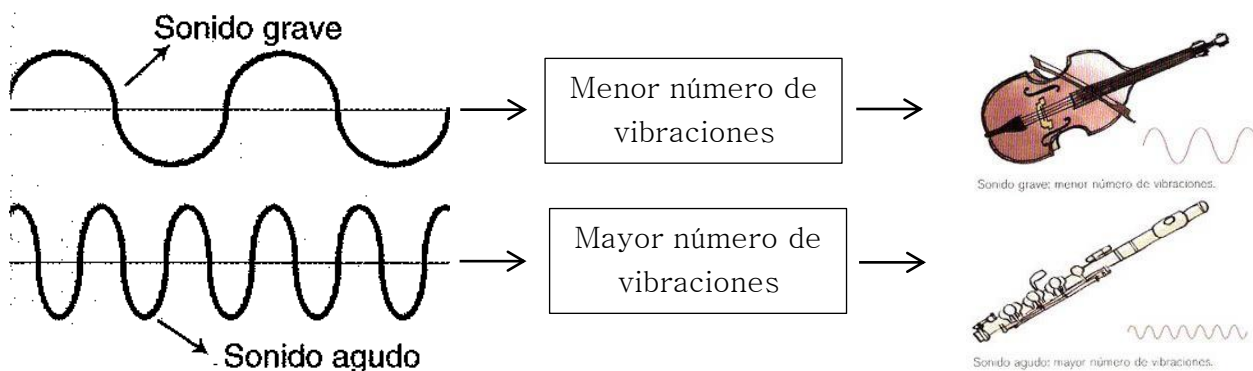 Sonido grave
Menor número de
vibraciones
Sonido grave: menor número de vibraciones.
Mayor número de
vibraciones
Sonido agudo
Sonido agudo: mayor número de vibraciones.